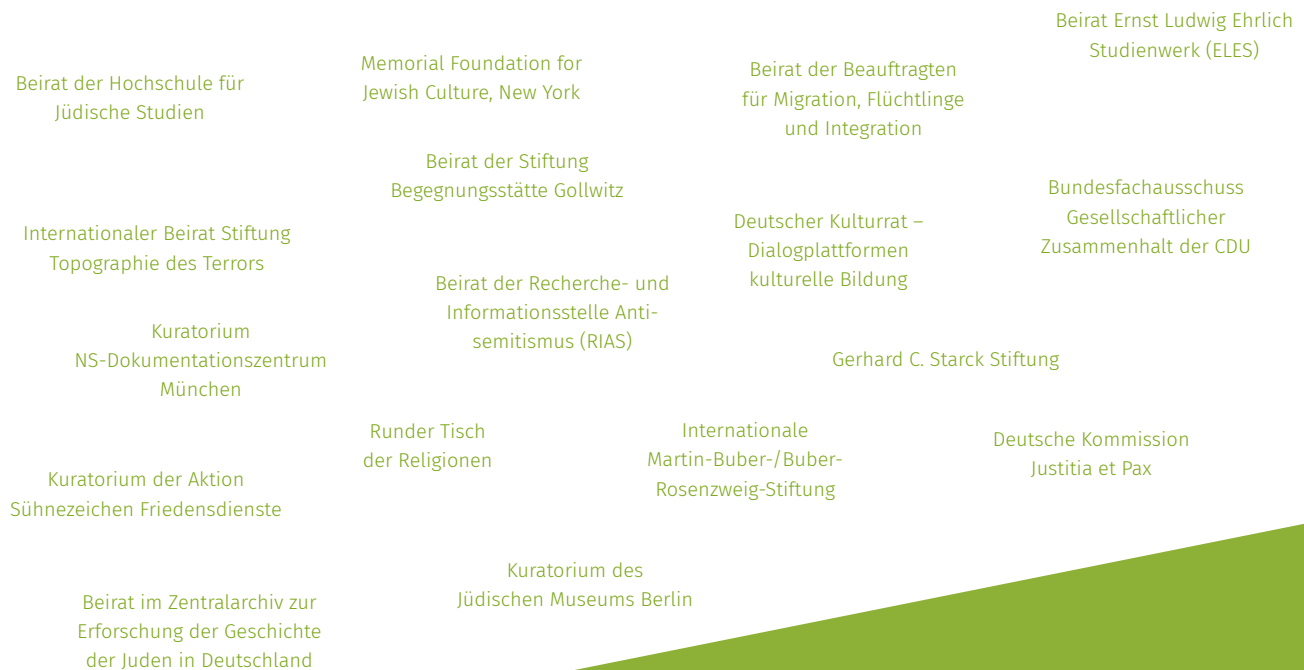 Beirat Ernst Ludwig Ehrlich
Studienwerk (ELES)
Memorial Foundation for
Jewish Culture, New York
Beirat der Beauftragten
für Migration, Flüchtlinge
und Integration
Beirat der Hochschule für
Jüdische Studien
Beirat der Stiftung
Begegnungsstätte Gollwitz
Bundesfachausschuss
Gesellschaftlicher
Zusammenhalt der CDU
Deutscher Kulturrat –
Dialogplattformen
kulturelle Bildung
Internationaler Beirat Stiftung
Topographie des Terrors
Beirat der Recherche- und
Informationsstelle Anti-
semitismus (RIAS)
Kuratorium
NS-Dokumentationszentrum
München
Gerhard C. Starck Stiftung
Runder Tisch
der Religionen
Internationale
Martin-Buber-/Buber-
Rosenzweig-Stiftung
Deutsche Kommission
Justitia et Pax
Kuratorium der Aktion
Sühnezeichen Friedensdienste
Kuratorium des
Jüdischen Museums Berlin
Beirat im Zentralarchiv zur
Erforschung der Geschichte
der Juden in Deutschland